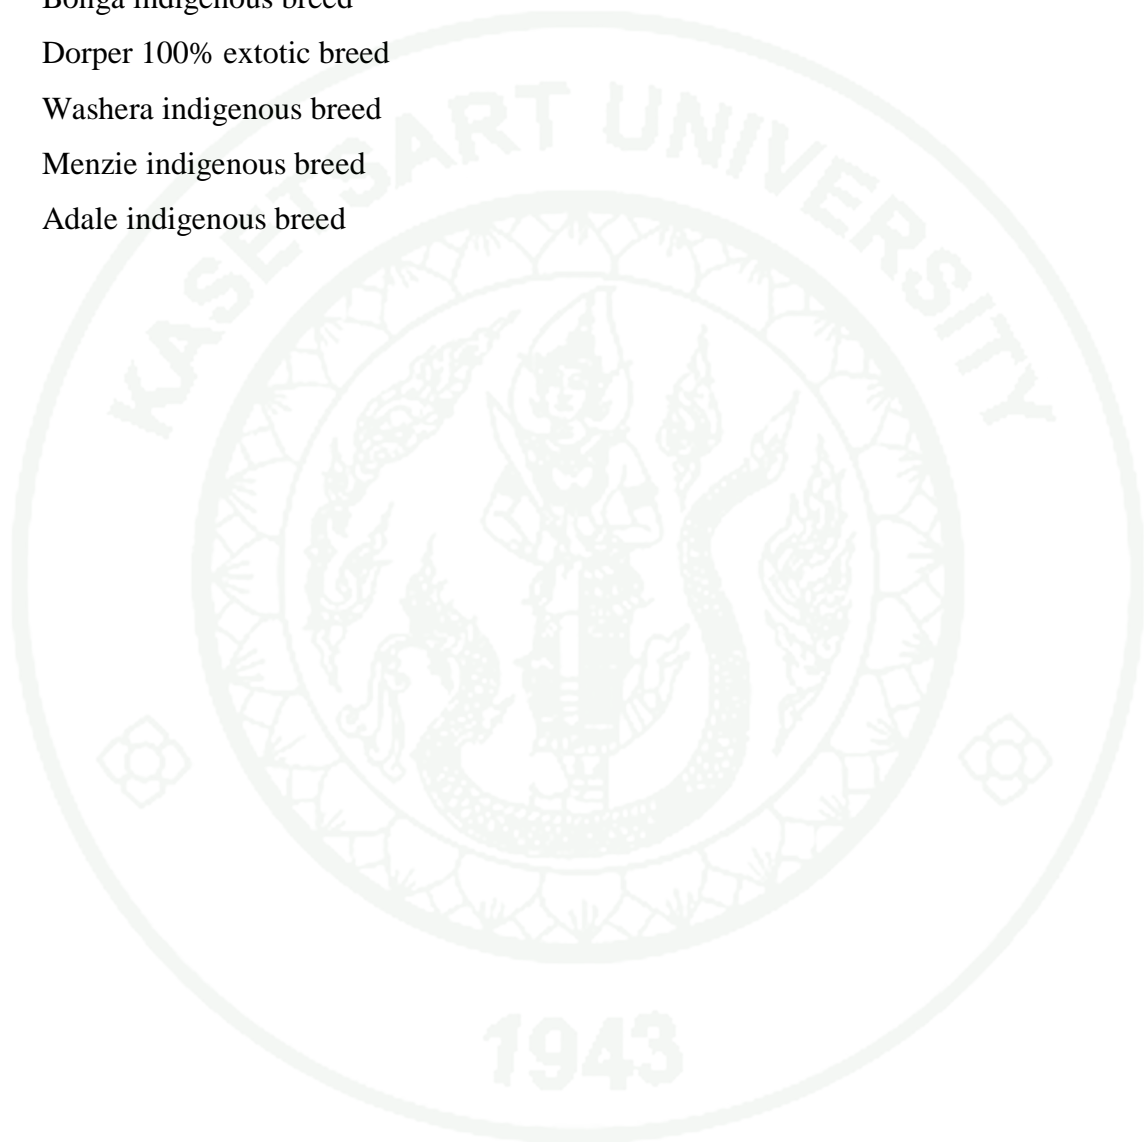 Bonga indigenous breed
Dorper 100% extotic breed
Washera indigenous breed
Menzie indigenous breed
Adale indigenous breed
KASETSART UNIVERSITY
1943